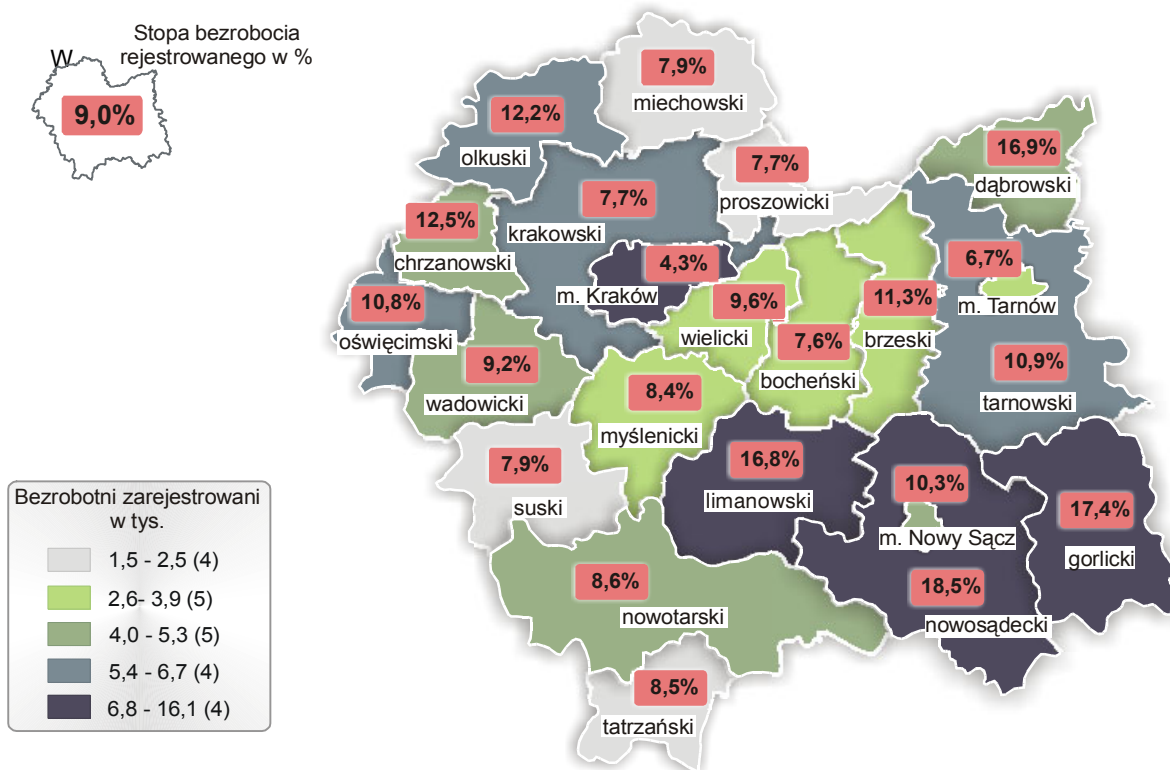 W
Stopa bezrobocia
rejestrowanego w %
9,0%
7,9%
miechowski
12,2%
olkuski
7,7%
proszowicki
16,9%
dąbrowski
7,7%
krakowski
12,5%
chrzanowski
4,3%
m. Kraków
6,7%
m. Tarnów
10,8%
oświęcimski
9,6%
wielicki
11,3%
brzeski
7,6%
bocheński
9,2%
wadowicki
10,9%
tarnowski
8,4%
myślenicki
7,9%
suski
16,8%
limanowski
10,3%
m. Nowy Sącz
17,4%
gorlicki
8,6%
nowotarski
18,5%
nowosądecki
8,5%
tatrzański
Bezrobotni zarejestrowani
w tys.
1,5 - 2,5 (4)
2,6- 3,9 (5)
4,0 - 5,3 (5)
5,4 - 6,7 (4)
6,8 - 16,1 (4)